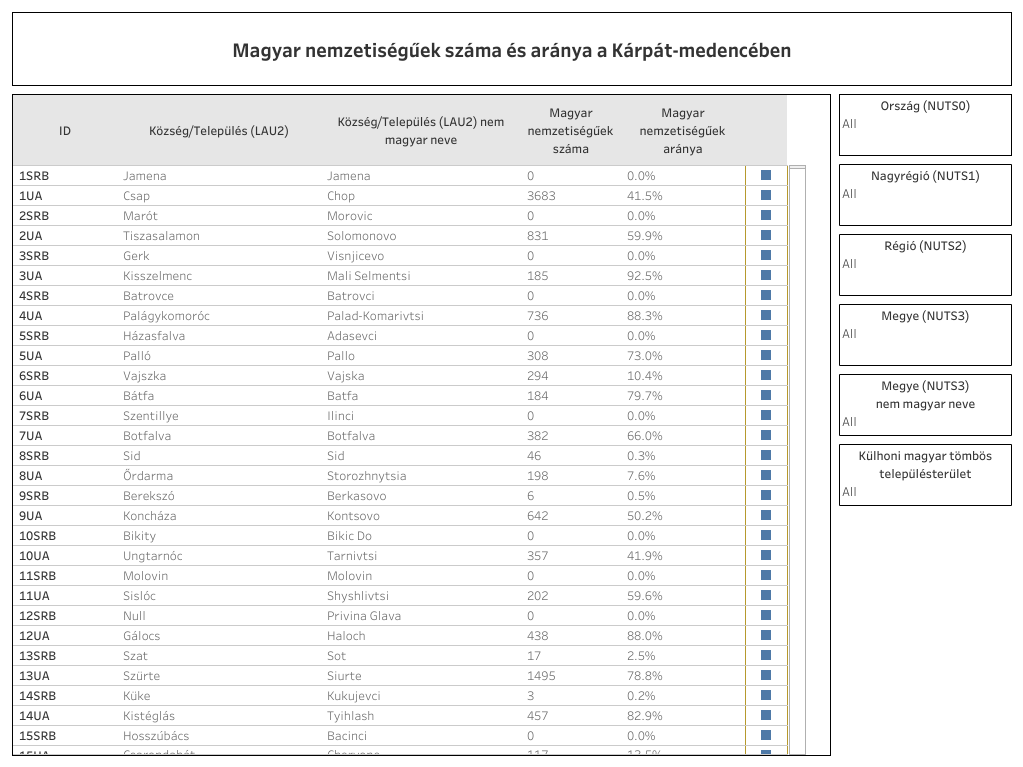 Magyar nemzetiségűek száma és aránya a Kárpát-medencében
ID
Község/Település (LAU2)
Község/Település (LAU2) nem
magyar neve
Magyar
nemzetiségűek
száma
Magyar
nemzetiségűek
aránya
1SRB Jamena Jamena 0 0.0%
1UA Csap Chop 3683 41.5%
2SRB Marót Morovic 0 0.0%
2UA Tiszasalamon Solomonovo 831 59.9%
3SRB Gerk Visnjicevo 0 0.0%
3UA Kisszelmenc Mali Selmentsi 185 92.5%
4SRB Batrovce Batrovci 0 0.0%
4UA Palágykomoróc Palad-Komarivtsi 736 88.3%
5SRB Házasfalva Adasevci 0 0.0%
5UA Palló Pallo 308 73.0%
6SRB Vajszka Vajska 294 10.4%
6UA Bátfa Batfa 184 79.7%
7SRB Szentillye Ilinci 0 0.0%
7UA Botfalva Botfalva 382 66.0%
8SRB Sid Sid 46 0.3%
8UA Ördarma Storozhnytsia 198 7.6%
9SRB Berekszó Berkasovo 6 0.5%
9UA Koncháza Kontsovo 642 50.2%
10SRB Bikity Bikic Do 0 0.0%
10UA Ungtarnóc Tarnivtsi 357 41.9%
11SRB Molovin Molovin 0 0.0%
11UA Sislóc Shyshlivtsi 202 59.6%
12SRB Null Privina Glava 0 0.0%
12UA Gálocs Haloch 438 88.0%
13SRB Szat Sot 17 2.5%
13UA Szürte Siurte 1495 78.8%
14SRB Küke Kukujevci 3 0.2%
14UA Kistéglás Tyihlash 457 82.9%
15SRB Hosszúbács Bacinci 0 0.0%
Ország (NUTS0)
All
Nagyrégió (NUTS1)
All
Régió (NUTS2)
All
Megye (NUTS3)
All
Megye (NUTS3)
nem magyar neve
All
Külhoni magyar tömbös
településterület
All